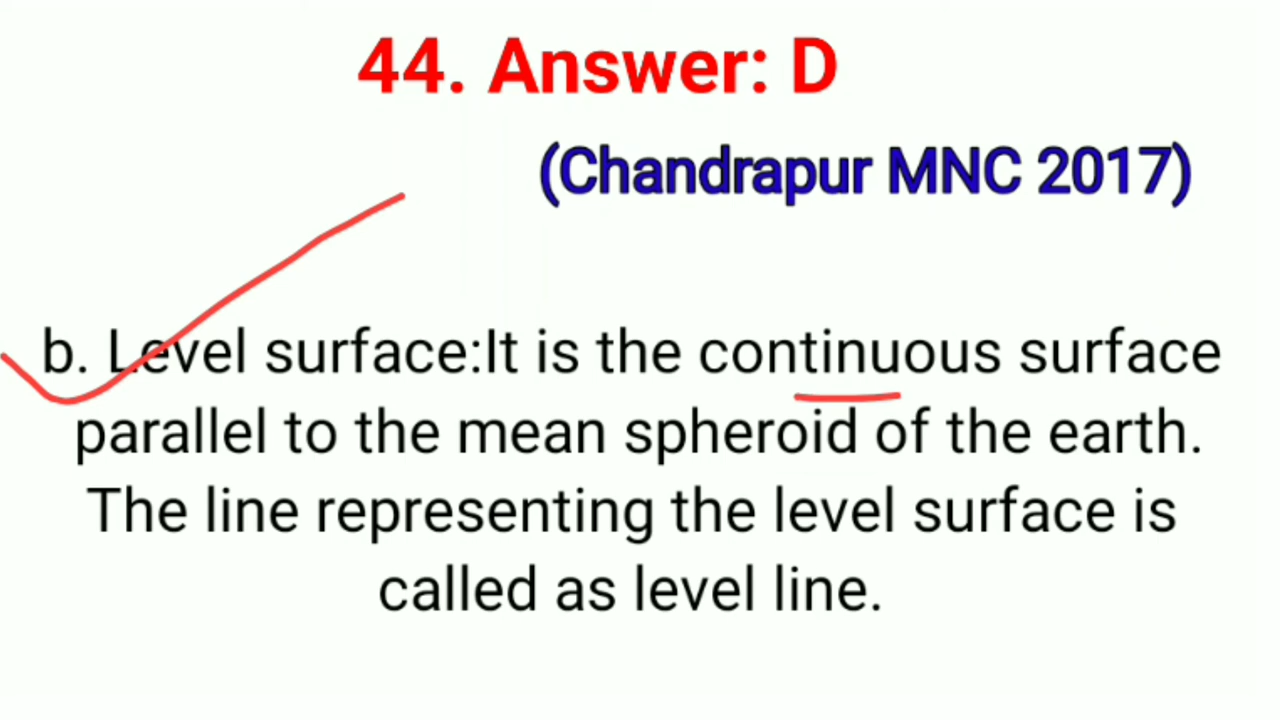 44. Answer: D
(Chandrapur MNC 2017)
b. Level surface:It is the continuous surface
parallel to the mean spheroid of the earth.
The line representing the level surface is
called as level line.